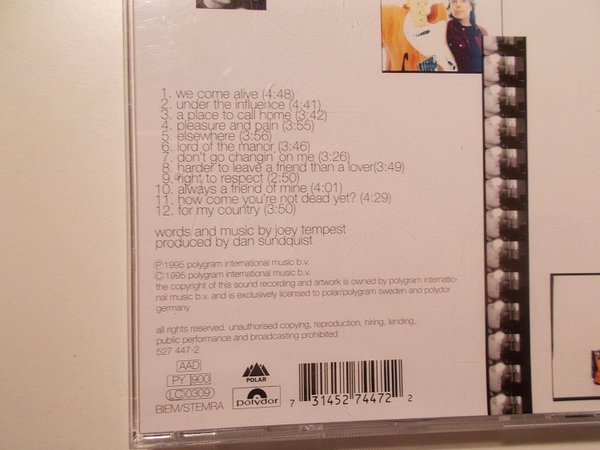 1. we come alive (4:48)
2. under the influence (4:41)
3. a place to call home (3:42)
4. pleasure and pain (3:55)
5. elsewhere (3:56)
6. lord of the manor (3:46)
7. don't go changin' on me (3:26)
8. harder to leave a friend than a lover(3:49)
9. right to respect (2:50)
10. always a friend of mine (4:01)
11. how come you're not dead yet? (4:29)
12. for my country (3:50)
words and music by joey tempest
produced by dan sundquist
℗ 1995 polygram international music b.v.
© 1995 polygram international music b.v.
the copyright of this sound recording and artwork is owned by polygram internatio-
nal music b.v. and is exclusively licensed to polar/polygram sweden and polydor
germany
all rights reserved. unauthorised copying, reproduction, hiring, lending,
public performance and broadcasting prohibited
527 447-2
AAD
PY 900
LC 0309
BIEM/STEMRA
POLAR
Polydor
7 31452 74472 2